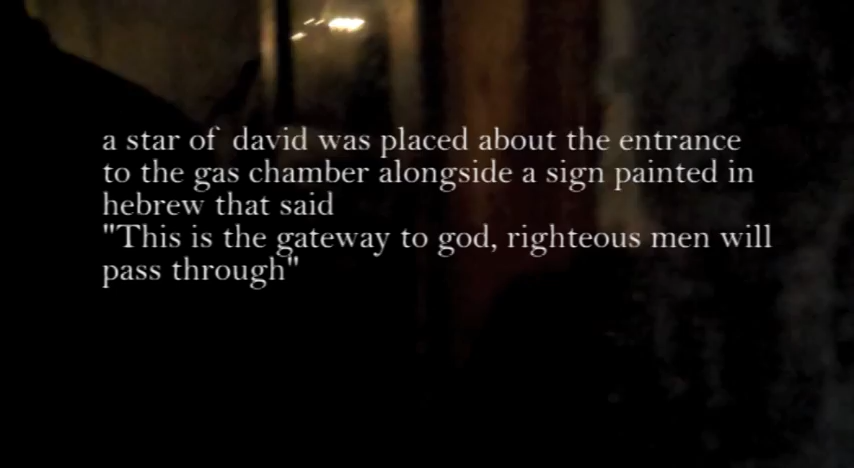 a star of david was placed about the entrance
to the gas chamber alongside a sign painted in
hebrew that said
"This is the gateway to god, righteous men will
pass through"